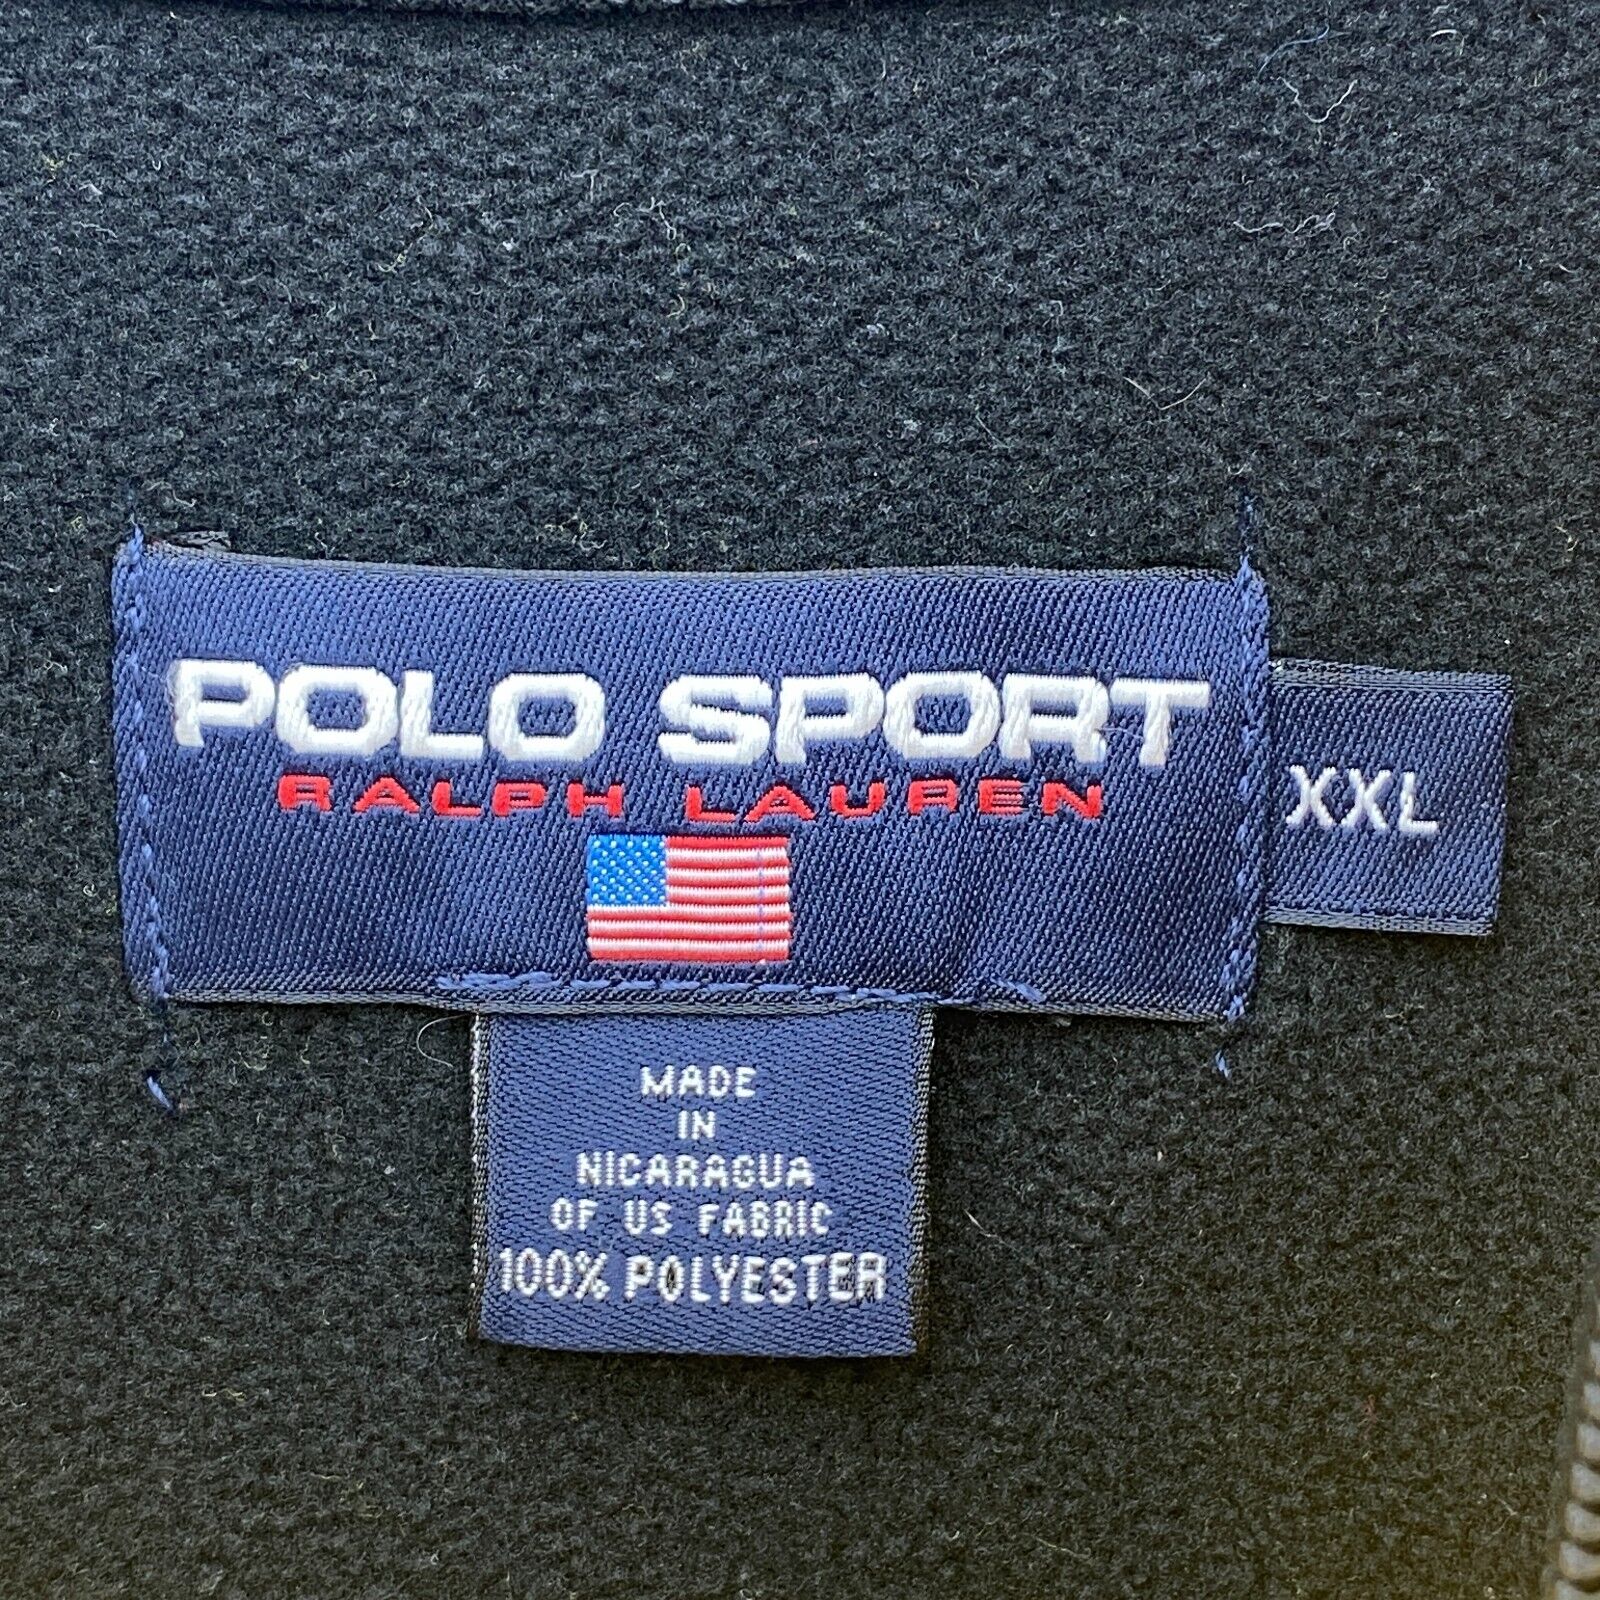 POLO SPORT
RALPH LAUREN
XXL
MADE
IN
NICARAGUA
OF US FABRIC
100% POLYESTER